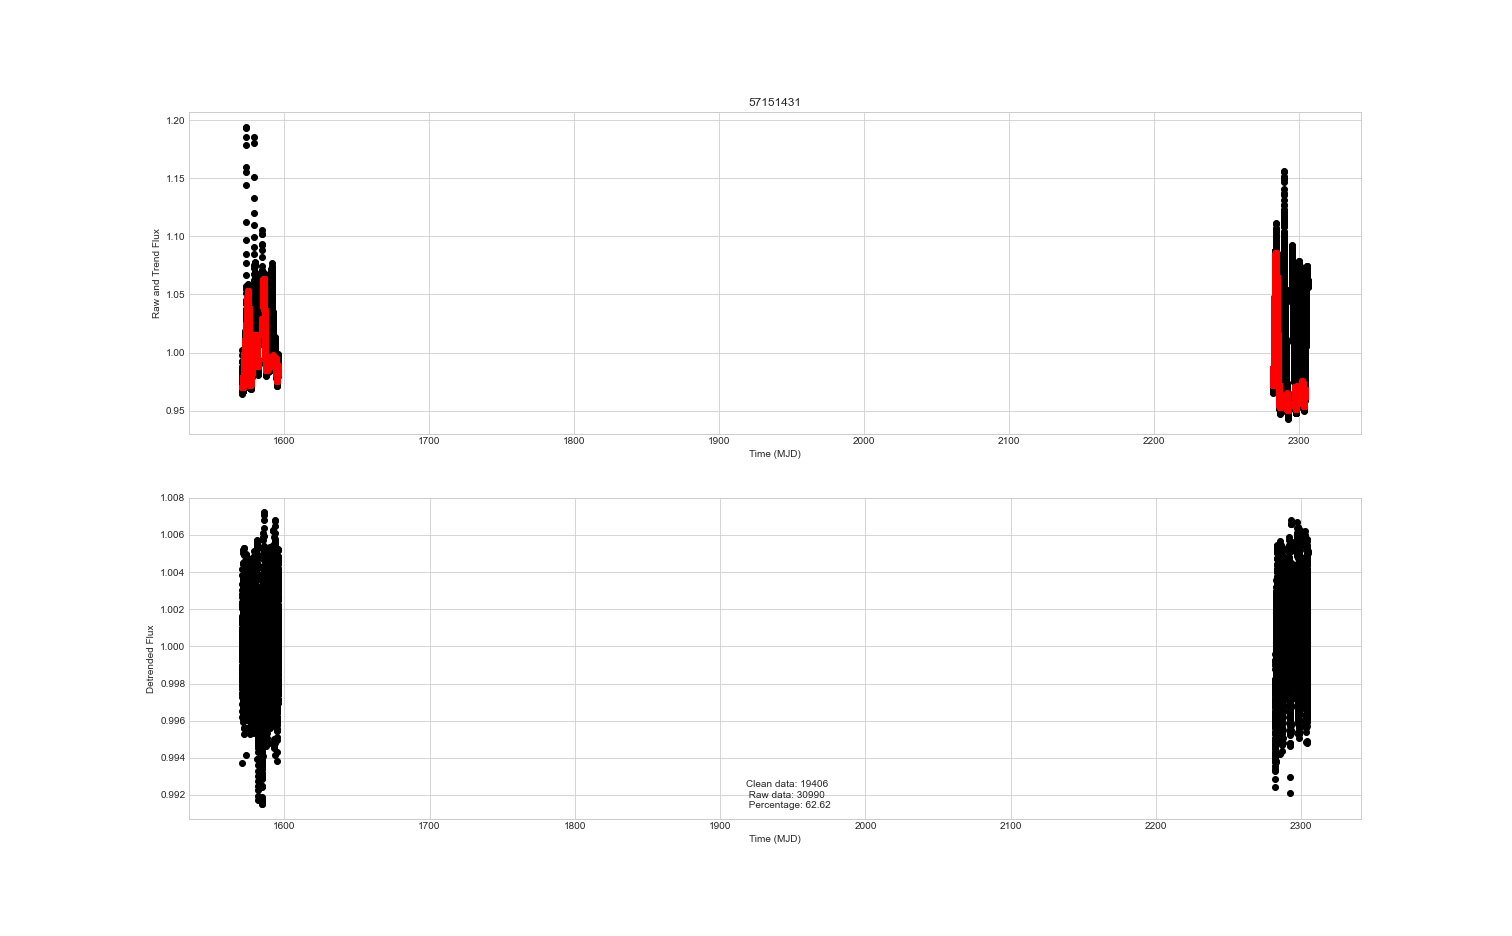 57151431
1.20
1.15
1.10
1.05
1.00
0.95
Raw and Trend Flux
1600 1700 1800 1900 2000 2100 2200 2300
Time (MJD)
1.008
1.006
1.004
1.002
1.000
0.998
0.996
0.994
0.992
Detrended Flux
Clean data: 19406
Raw data: 30990
Percentage: 62.62
1600 1700 1800 1900 2000 2100 2200 2300
Time (MJD)